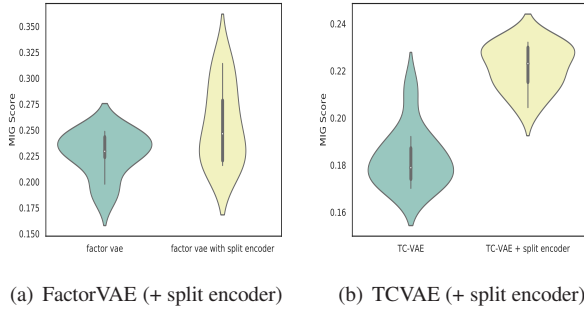 MIG Score
0.350
0.325
0.300
0.275
0.250
0.225
0.200
0.175
0.150
factor vae
factor vae with split encoder
(a) FactorVAE (+ split encoder)
MIG Score
0.24
0.22
0.20
0.18
0.16
TC-VAE
TC-VAE + split encoder
(b) TCVAE (+ split encoder)